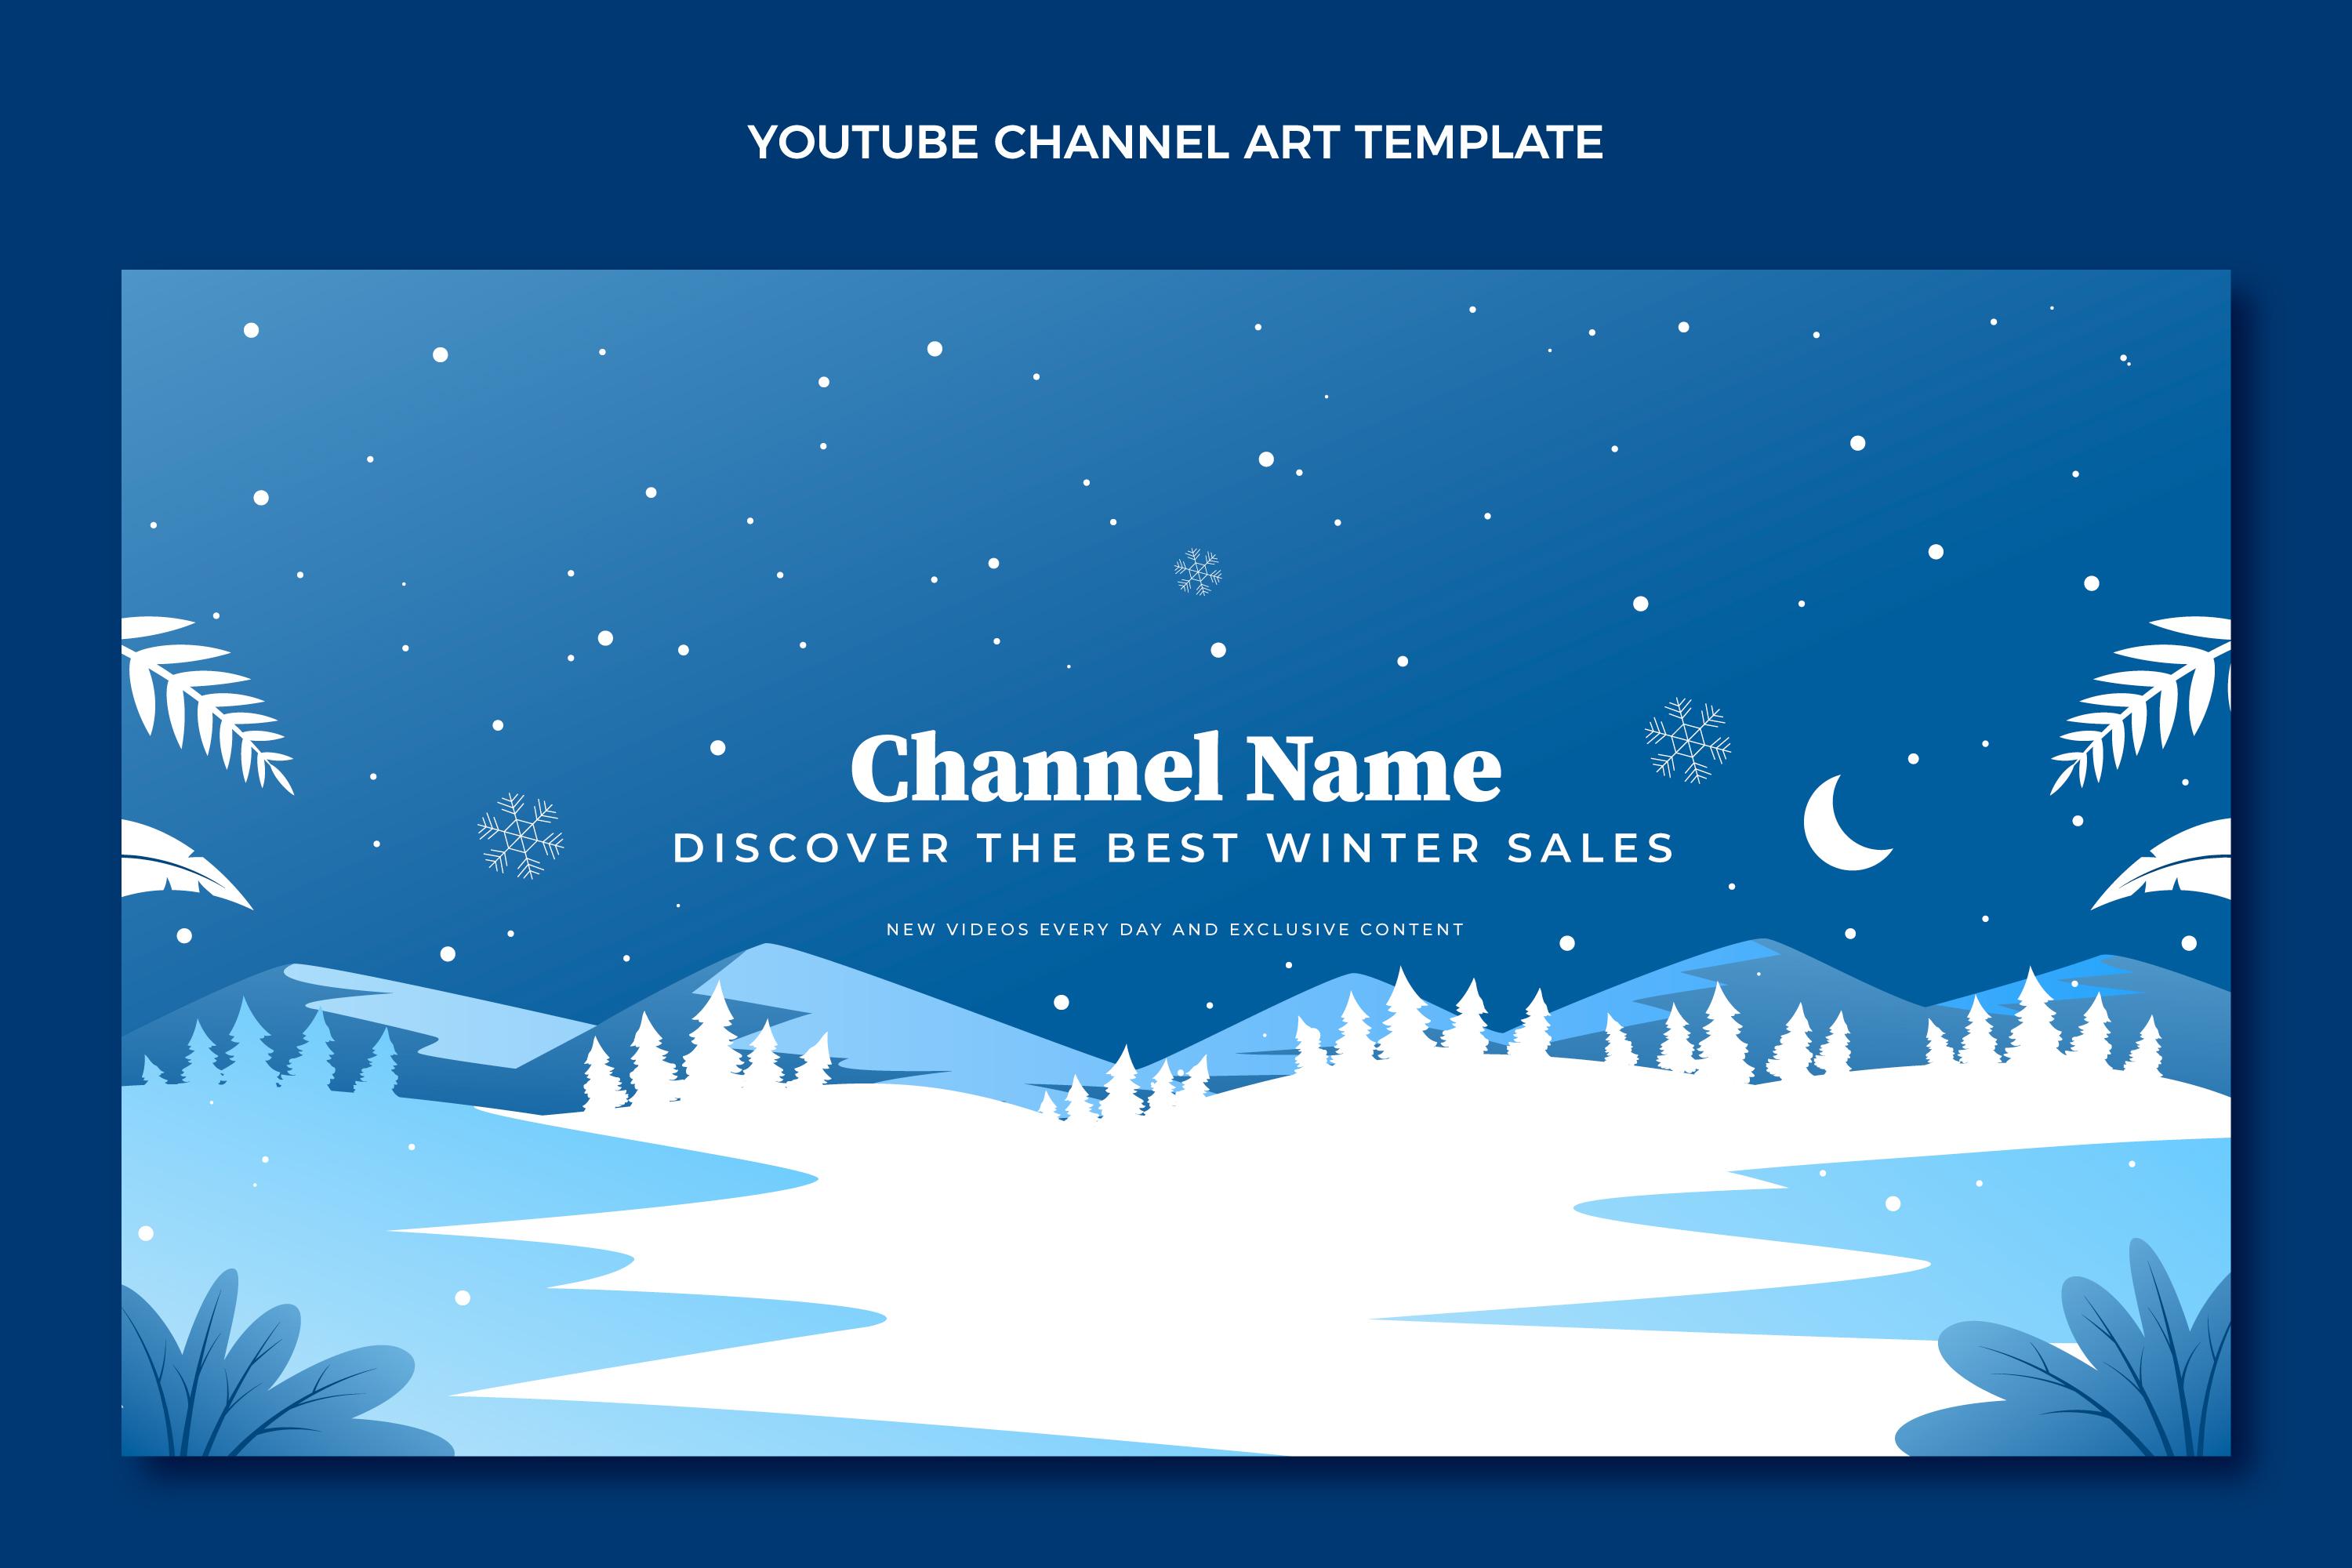 YOUTUBE CHANNEL ART TEMPLATE
Channel Name
DISCOVER THE BEST WINTER SALES
NEW VIDEOS EVERY DAY AND EXCLUSIVE CONTENT